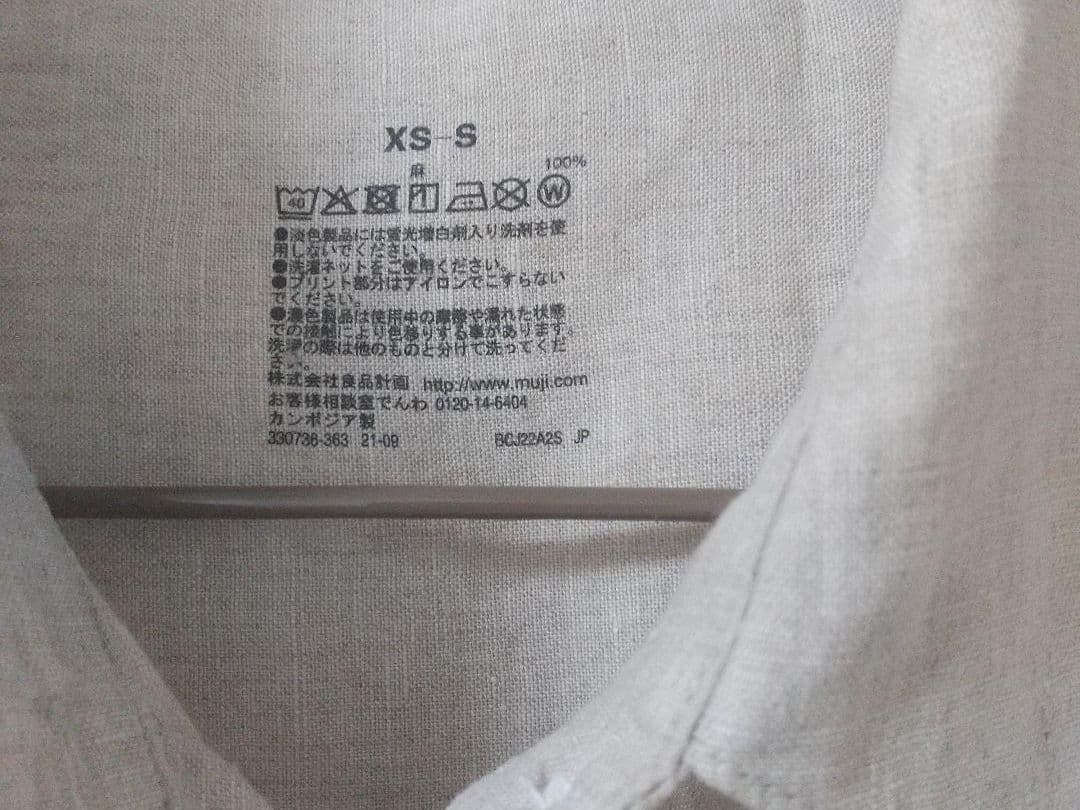 XS-S
麻 100%
40 W
●淡色製品には蛍光増白剤入り洗剤を使
用しないでください。
●洗濯ネットをご使用ください。
●プリント部分はアイロンでこすらない
でください。
●濃色製品は使用中の摩擦や濡れた状態
での接触により色移りする事があります。
洗濯の際は他のものと分けて洗ってくだ
さい。
株式会社良品計画 http://www.muji.com
お客様相談室でんわ 0120-14-6404
カンボジア製
330736-363 21-09 BCJ22A2S JP